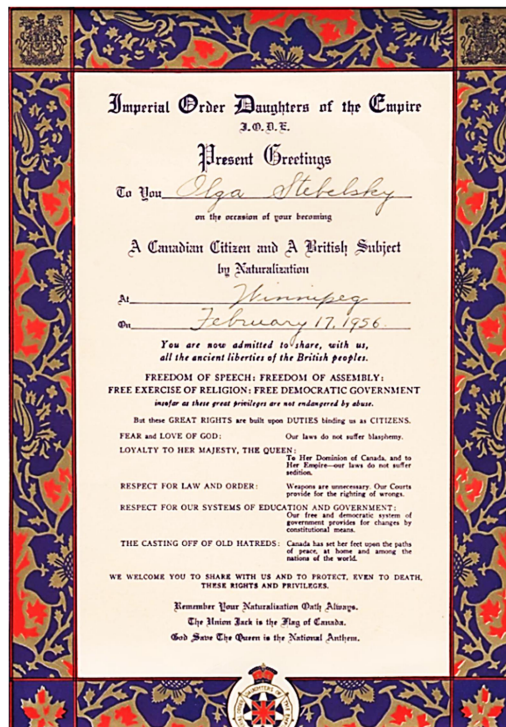 Imperial Order Daughters of the Empire
I.O.D.E.
Present Greetings
To You Olga Stebelsky
on the occasion of your becoming
A Canadian Citizen and A British Subject
by Naturalization
At Winnipeg
On February 17, 1956.
You are now admitted to share, with us,
all the ancient liberties of the British peoples.
FREEDOM OF SPEECH: FREEDOM OF ASSEMBLY:
FREE EXERCISE OF RELIGION: FREE DEMOCRATIC GOVERNMENT
insofar as these great privileges are not endangered by abuse.
But these GREAT RIGHTS are built upon DUTIES binding us as CITIZENS.
FEAR and LOVE OF GOD: Our laws do not suffer blasphemy.
LOYALTY TO HER MAJESTY, THE QUEEN:
To Her Dominion of Canada, and to
Her Empire—our laws do not suffer
sedition.
RESPECT FOR LAW AND ORDER: Weapons are unnecessary. Our Courts
provide for the righting of wrongs.
RESPECT FOR OUR SYSTEMS OF EDUCATION AND GOVERNMENT:
Our free and democratic system of
government provides for changes by
constitutional means.
THE CASTING OFF OF OLD HATREDS: Canada has set her feet upon the paths
of peace, at home and among the
nations of the world.
WE WELCOME YOU TO SHARE WITH US AND TO PROTECT, EVEN TO DEATH,
THESE RIGHTS AND PRIVILEGES.
Remember Your Naturalization Oath Always.
The Union Jack is the Flag of Canada.
God Save The Queen is the National Anthem.
DAUGHTERS OF THE